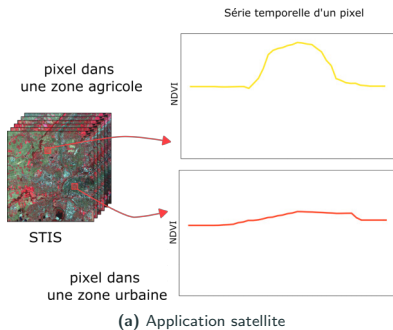 Série temporelle d'un pixel
pixel dans
une zone agricole
NDVI
STIS
NDVI
pixel dans
une zone urbaine
(a) Application satellite